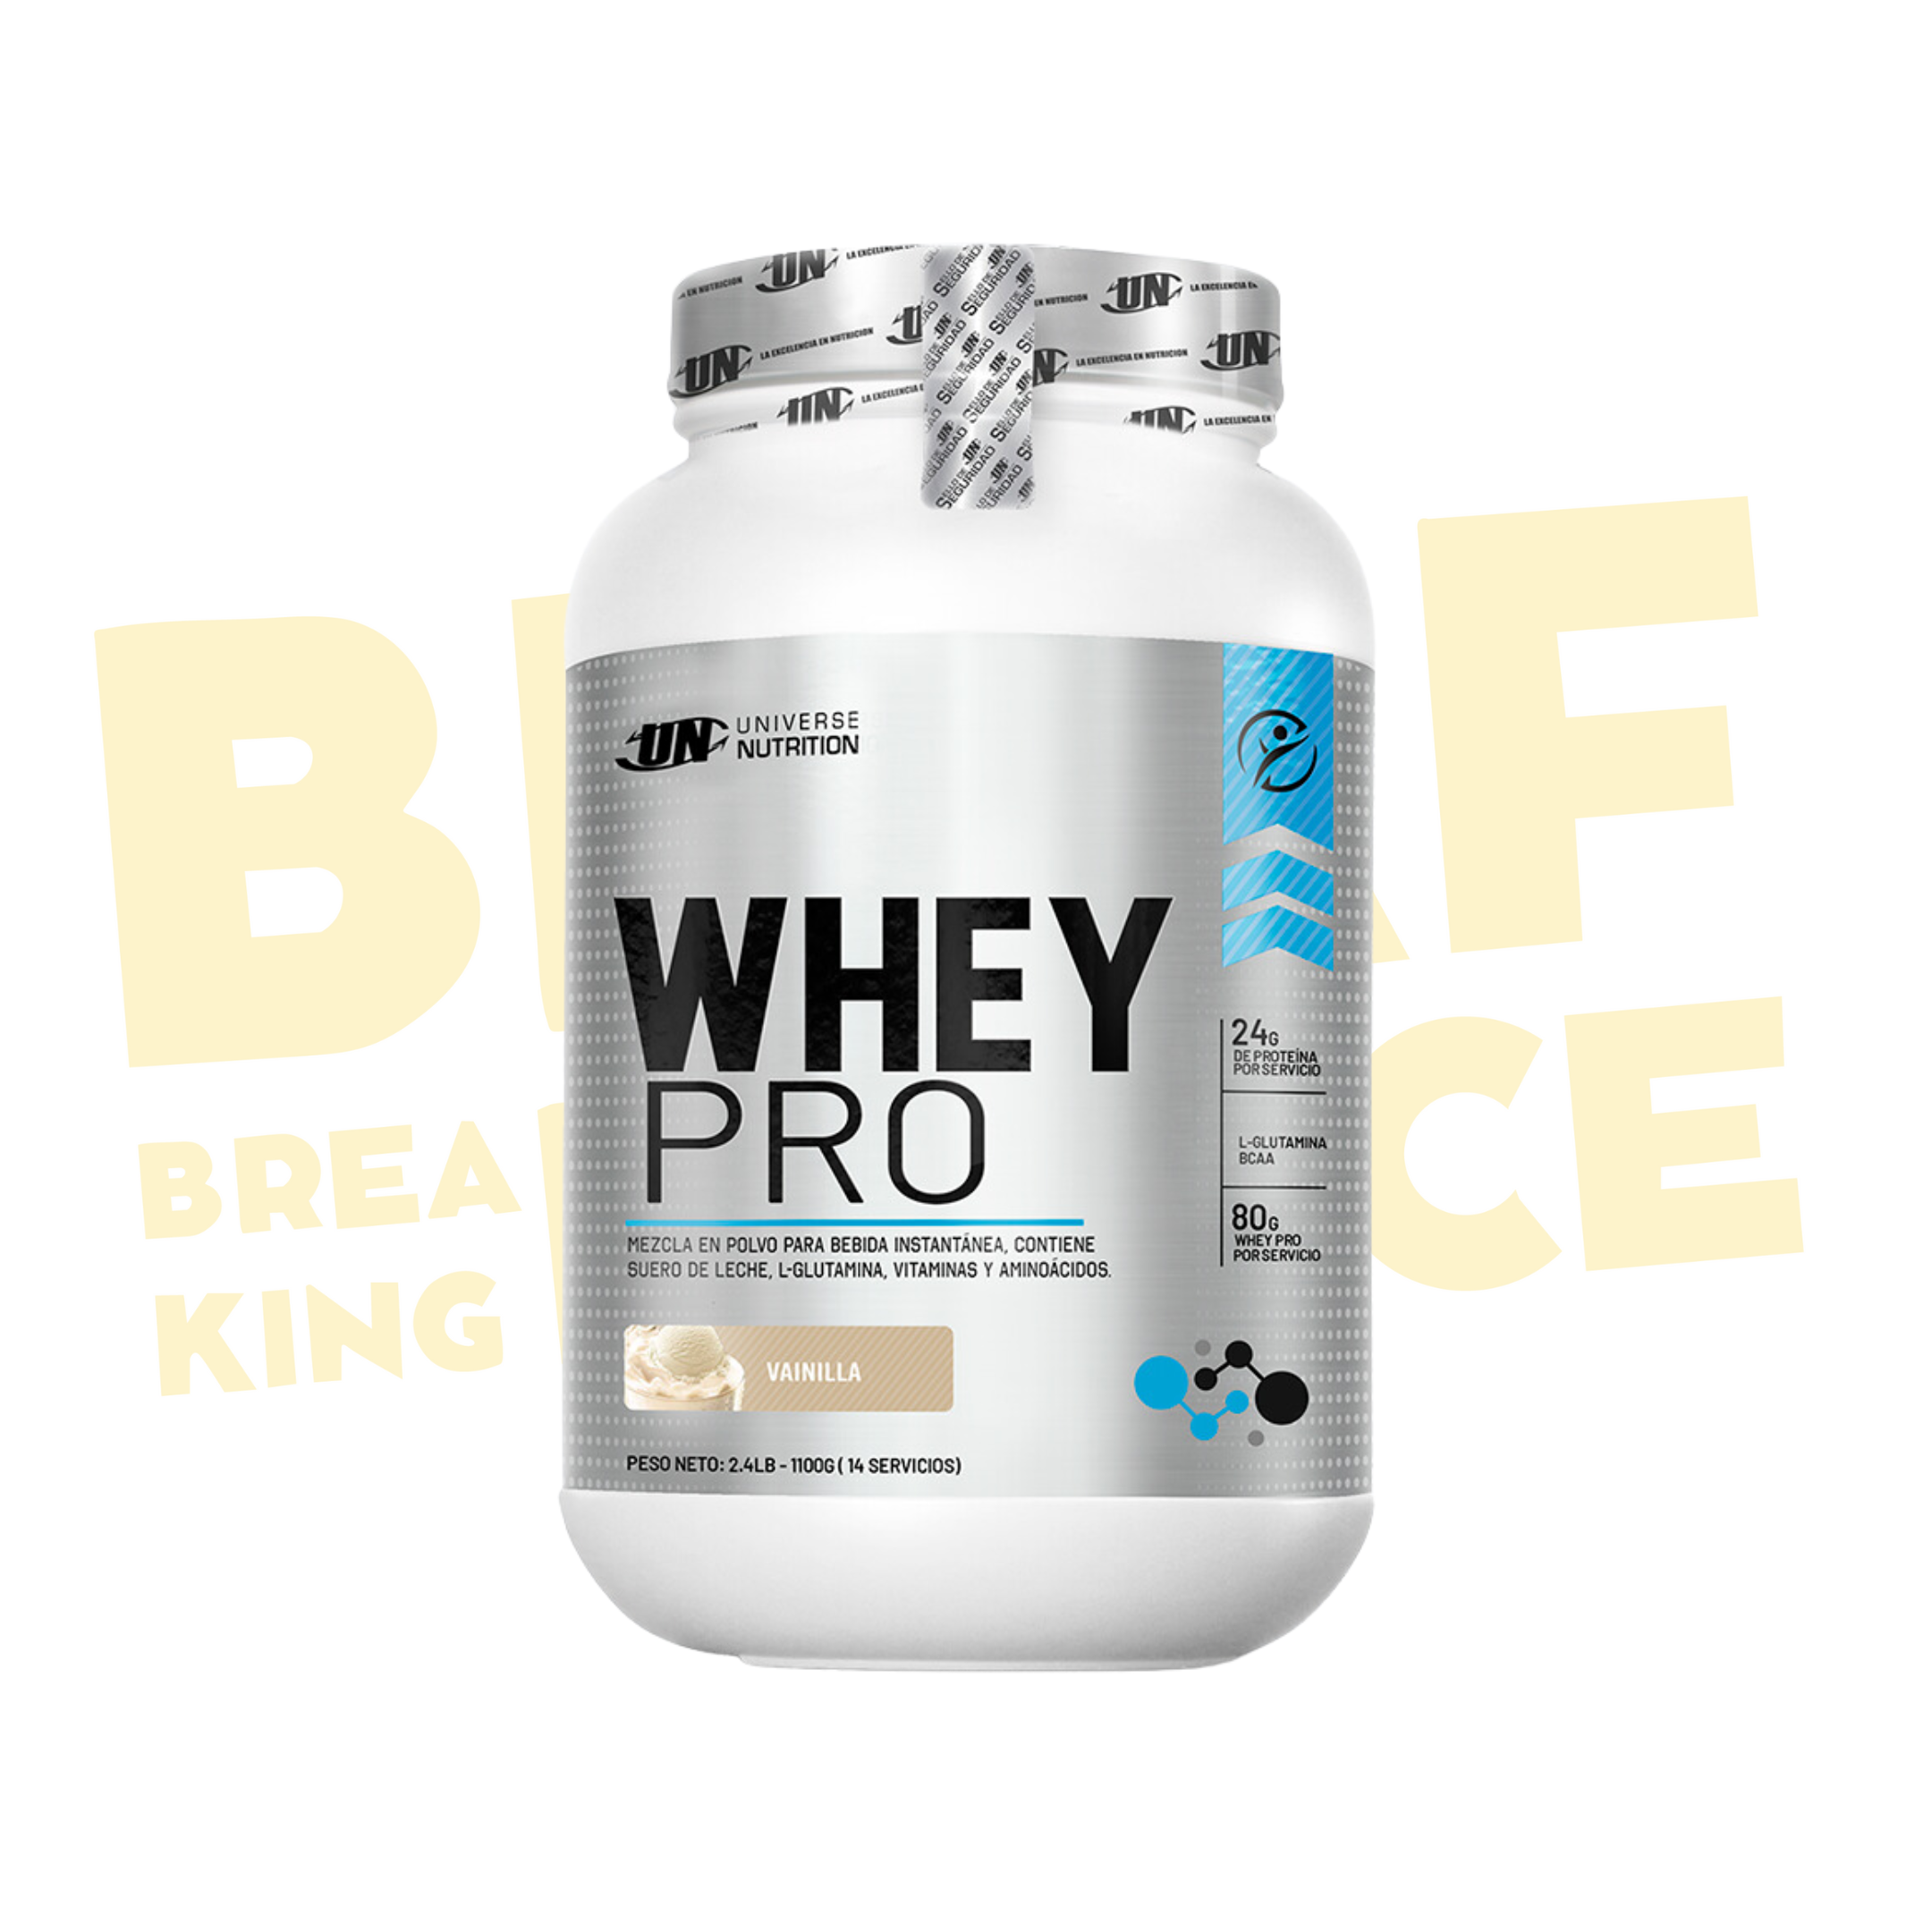 UN LA EXCELENCIA EN NUTRICION
SELLO DE SEGURIDAD
UN UNIVERSE
NUTRITION
WHEY
PRO
MEZCLA EN POLVO PARA BEBIDA INSTANTÁNEA, CONTIENE
SUERO DE LECHE, L-GLUTAMINA, VITAMINAS Y AMINOÁCIDOS.
VAINILLA
PESO NETO: 2.4LB - 1100G ( 14 SERVICIOS)
24G
DE PROTEÍNA
POR SERVICIO
L-GLUTAMINA
BCAA
80G
WHEY PRO
POR SERVICIO
BREA
KING